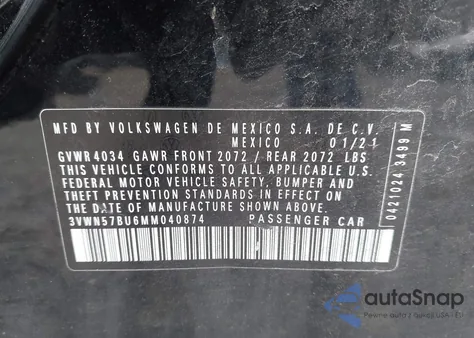 MFD BY VOLKSWAGEN DE MEXICO S.A. DE C.V.
MEXICO 01/21
GVWR 4034 GAWR FRONT 2072 / REAR 2072 LBS
THIS VEHICLE CONFORMS TO ALL APPLICABLE U.S.
FEDERAL MOTOR VEHICLE SAFETY, BUMPER AND
THEFT PREVENTION STANDARDS IN EFFECT ON
THE DATE OF MANUFACTURE SHOWN ABOVE.
3VWN57BU6MM040874 PASSENGER CAR
0421024 3499 M
autoSnap